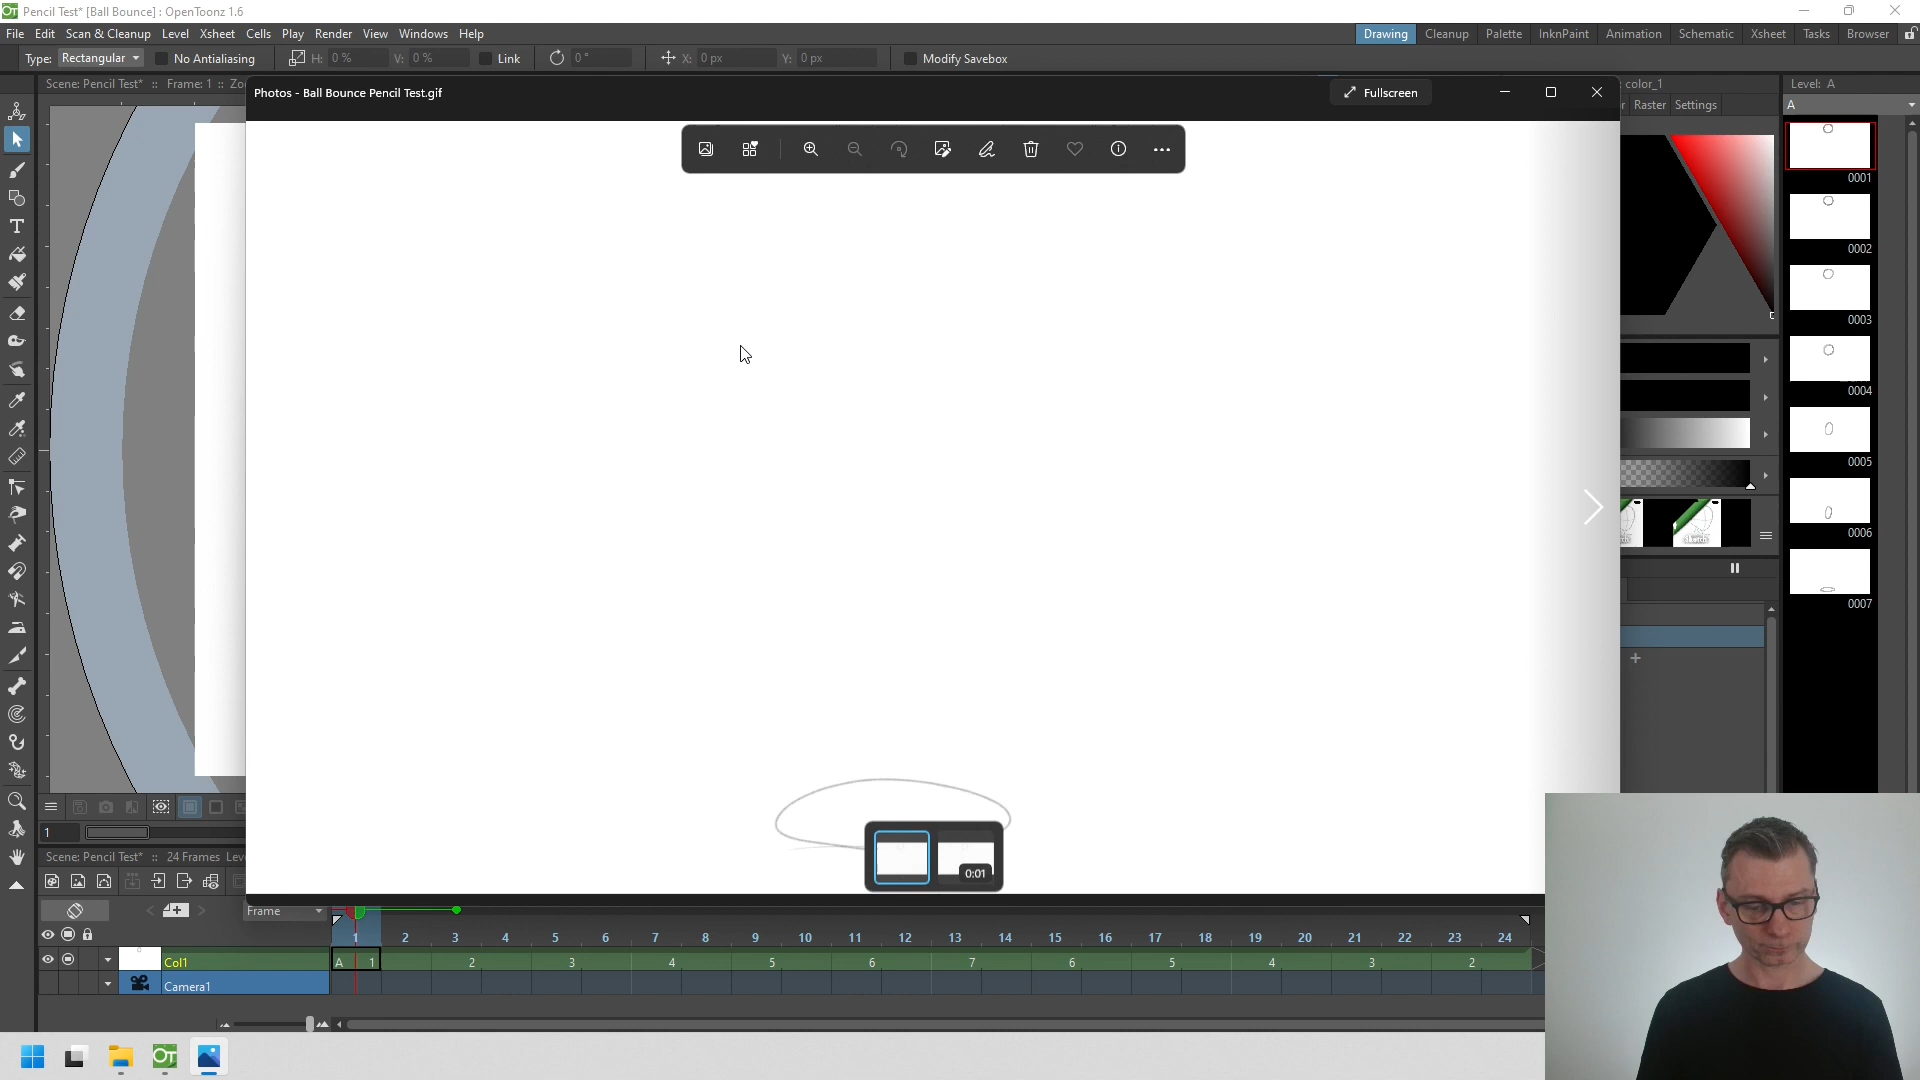 Pencil Test* [Ball Bounce] : OpenToonz 1.6
File Edit Scan & Cleanup Level Xsheet Cells Play Render View Windows Help
Drawing Cleanup Palette InknPaint Animation Schematic Xsheet Tasks Browser
Type: Rectangular No Antialiasing H: 0 % V: 0 % Link 0 ° X: 0 px Y: 0 px Modify Savebox
Scene: Pencil Test* :: Frame: 1 :: Zo
color_1
Level: A
Photos - Ball Bounce Pencil Test.gif
Fullscreen
r Raster Settings
A
0001
0002
0003
0004
0005
0006
0007
0:01
1
Scene: Pencil Test* :: 24 Frames Lev
Frame
1 2 3 4 5 6 7 8 9 10 11 12 13 14 15 16 17 18 19 20 21 22 23 24
Col1 A 1 2 3 4 5 6 7 6 5 4 3 2
Camera1
OT